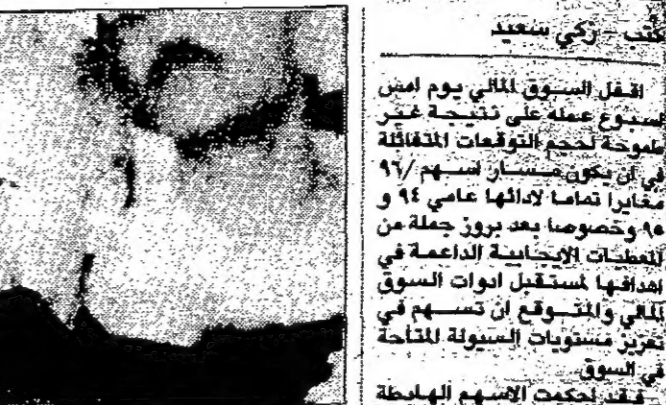 كتب - زكي سعيد
اقفل السوق المالي يوم امس
اسبوع عمله على نتيجة غير
طموحة لحجم التوقعات المتفائلة
في ان يكون مسار اسهم /٩٦
مغايرا تماما لادائها عامي ٩٤ و
٩٥ وخصوصا بعد بروز جملة من
المعطيات الايجابية الداعمة في
اهدافها لمستقبل ادوات السوق
المالي والمتوقع ان تسهم في
تعزيز مستويات السيولة المتاحة
في السوق
فقد احكمت الاسهم الهابطة